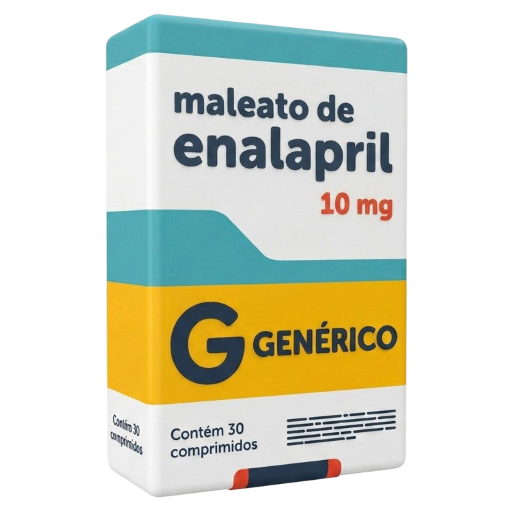 maleato de
enalapril
10 mg
G GENÉRICO
Contém 30
comprimidos
Contém 30
comprimidos